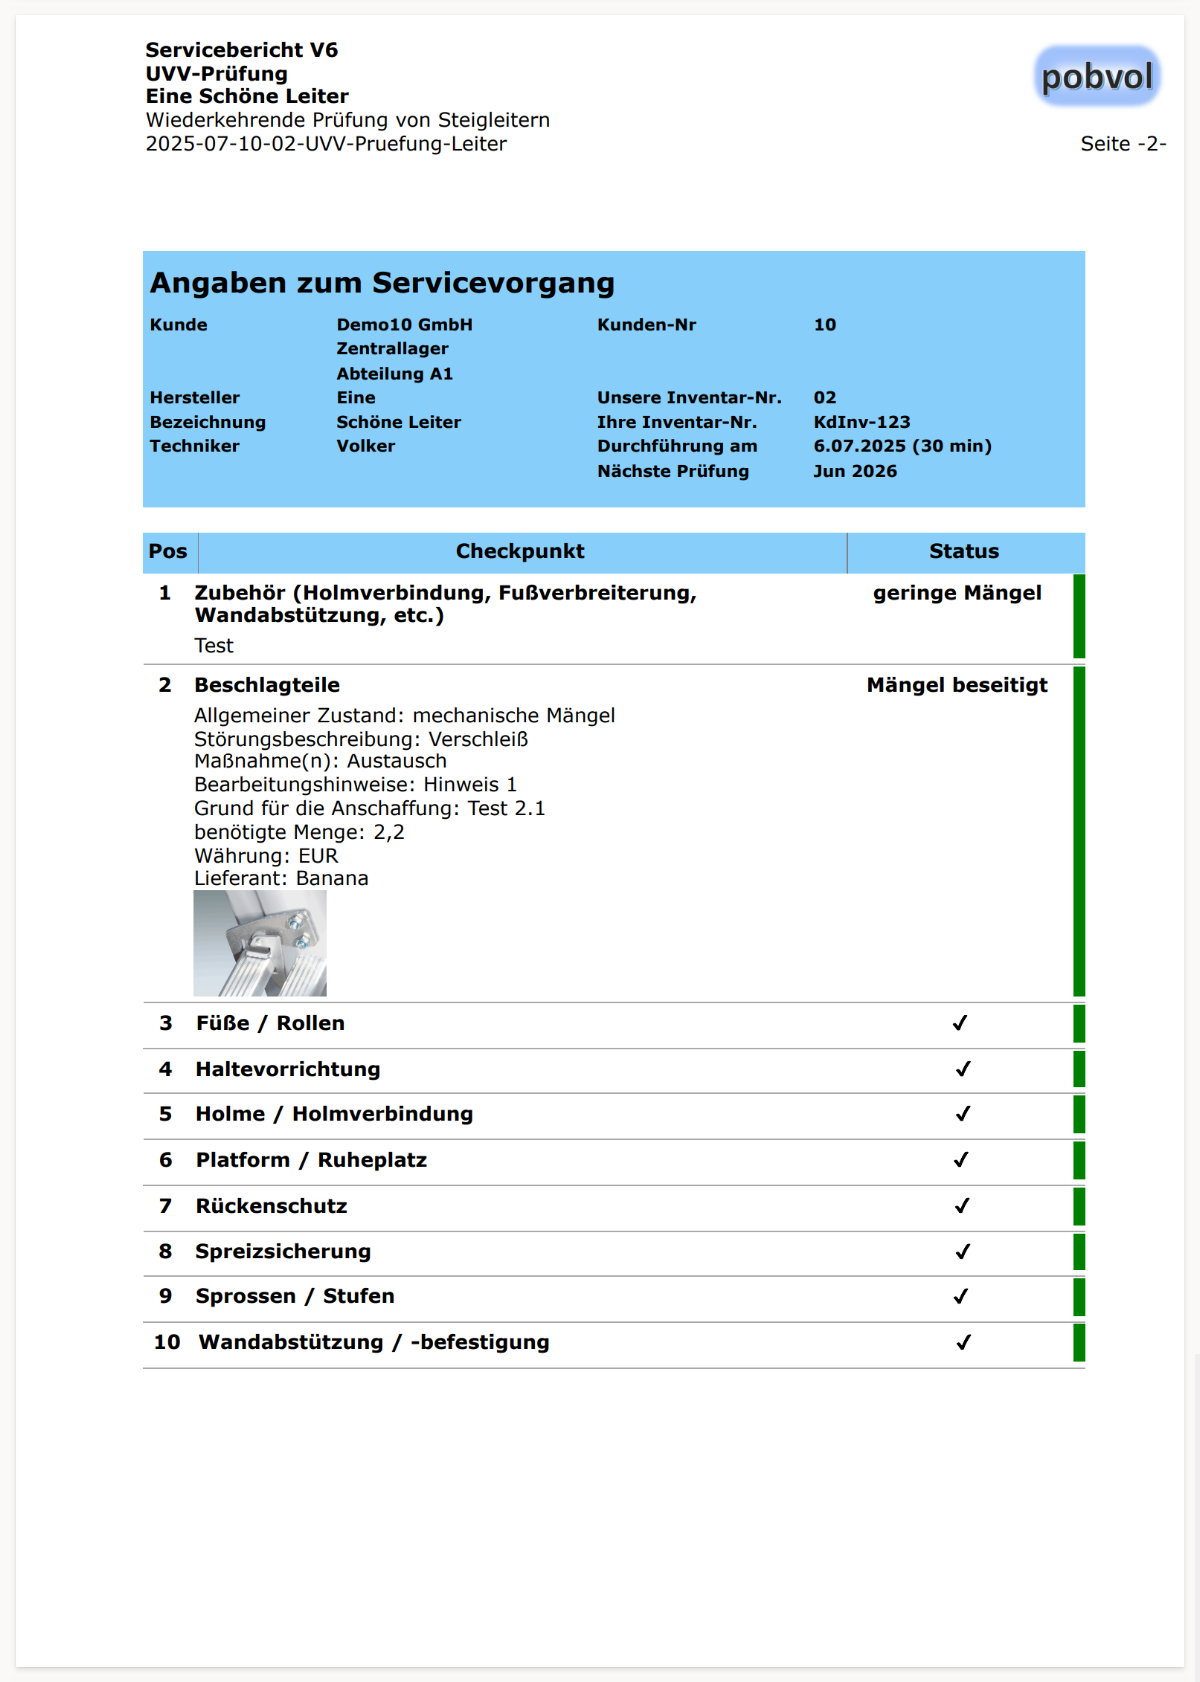 Servicebericht V6
UVV-Prüfung
Eine Schöne Leiter
Wiederkehrende Prüfung von Steigleitern
2025-07-10-02-UVV-Pruefung-Leiter
pobvol
Seite -2-
Angaben zum Servicevorgang
Kunde Demo10 GmbH Kunden-Nr 10
Zentrallager
Abteilung A1
Hersteller Eine Unsere Inventar-Nr. 02
Bezeichnung Schöne Leiter Ihre Inventar-Nr. KdInv-123
Techniker Volker Durchführung am 6.07.2025 (30 min)
Nächste Prüfung Jun 2026
Pos Checkpunkt Status
1 Zubehör (Holmverbindung, Fußverbreiterung, geringe Mängel
Wandabstützung, etc.)
Test
2 Beschlagteile Mängel beseitigt
Allgemeiner Zustand: mechanische Mängel
Störungsbeschreibung: Verschleiß
Maßnahme(n): Austausch
Bearbeitungshinweise: Hinweis 1
Grund für die Anschaffung: Test 2.1
benötigte Menge: 2,2
Währung: EUR
Lieferant: Banana
3 Füße / Rollen ✓
4 Haltevorrichtung ✓
5 Holme / Holmverbindung ✓
6 Platform / Ruheplatz ✓
7 Rückenschutz ✓
8 Spreizsicherung ✓
9 Sprossen / Stufen ✓
10 Wandabstützung / -befestigung ✓